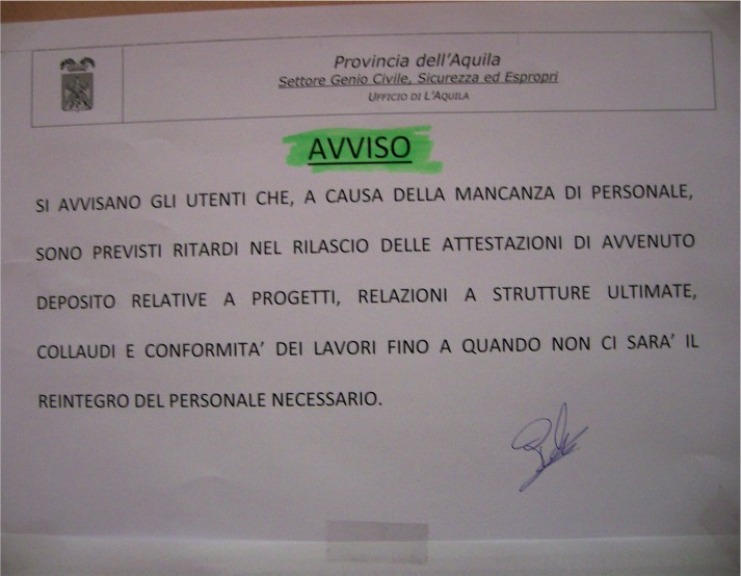 Provincia dell'Aquila
Settore Genio Civile, Sicurezza ed Espropri
UFFICIO DI L'AQUILA
AVVISO
SI AVVISANO GLI UTENTI CHE, A CAUSA DELLA MANCANZA DI PERSONALE,
SONO PREVISTI RITARDI NEL RILASCIO DELLE ATTESTAZIONI DI AVVENUTO
DEPOSITO RELATIVE A PROGETTI, RELAZIONI A STRUTTURE ULTIMATE,
COLLAUDI E CONFORMITA' DEI LAVORI FINO A QUANDO NON CI SARA' IL
REINTEGRO DEL PERSONALE NECESSARIO.